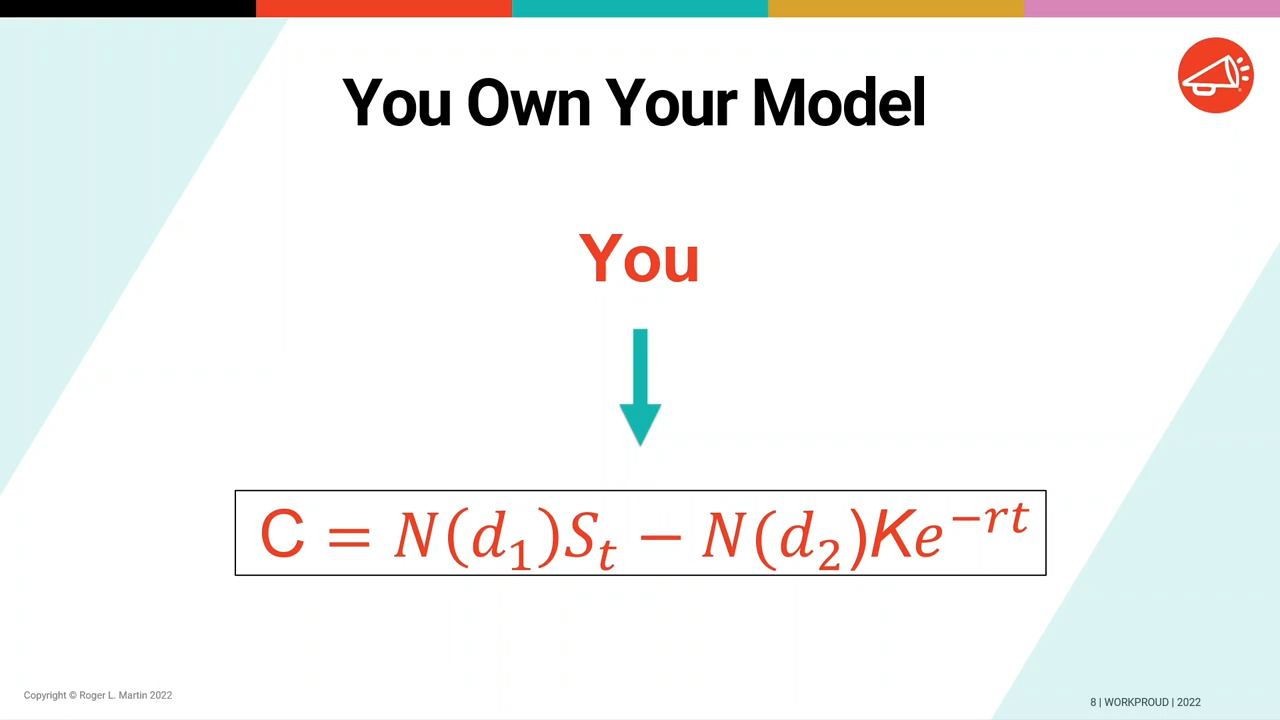 You Own Your Model
You
C = N(d₁)Sₜ − N(d₂)Ke⁻ʳᵗ
Copyright © Roger L. Martin 2022
8 | WORKPROUD | 2022